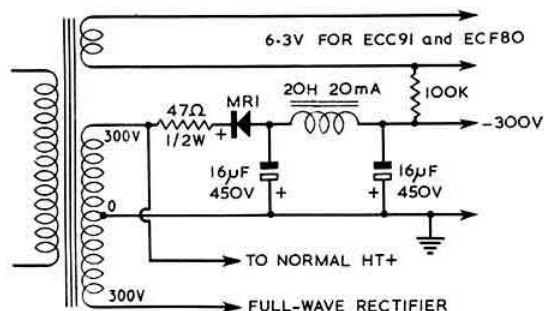 6·3V FOR ECC91 and ECF80
20H 20mA
MR1
47Ω
1/2W
+
100K
300V
-300V
16µF
450V
+
16µF
450V
+
0
TO NORMAL HT+
300V
FULL-WAVE RECTIFIER